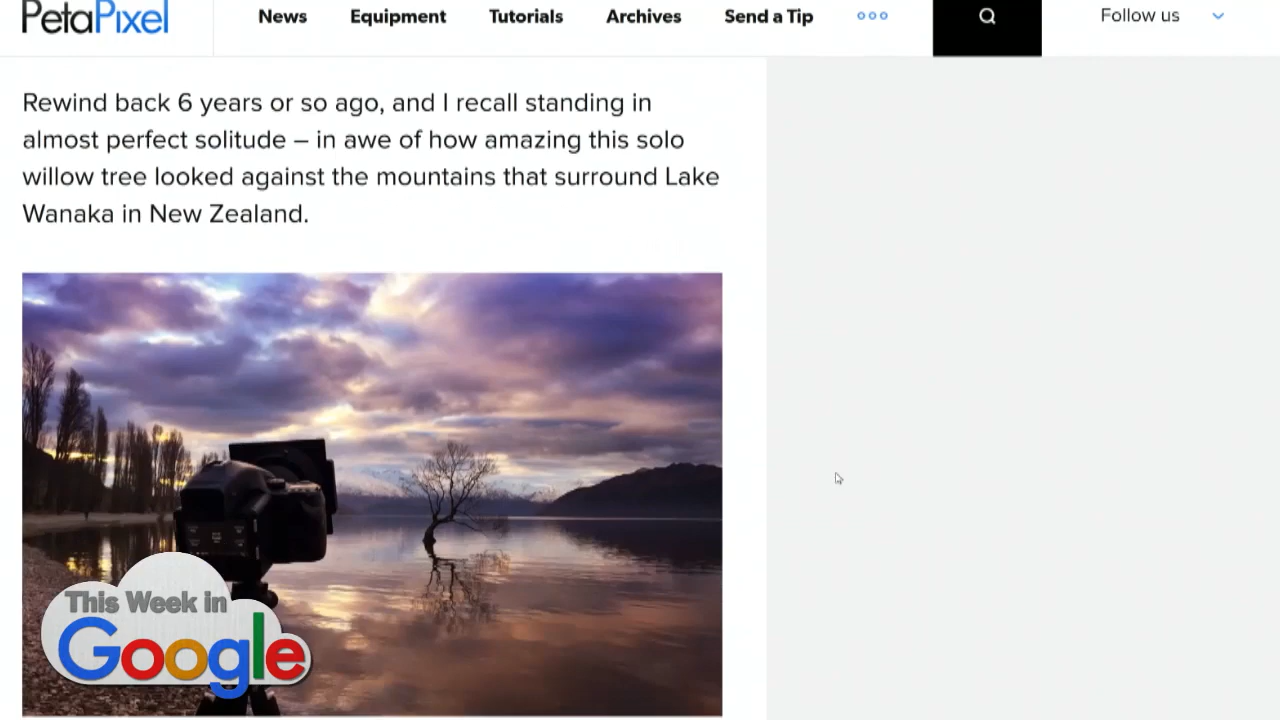 PetaPixel
News Equipment Tutorials Archives Send a Tip Follow us
Rewind back 6 years or so ago, and I recall standing in
almost perfect solitude – in awe of how amazing this solo
willow tree looked against the mountains that surround Lake
Wanaka in New Zealand.
This Week in
Google